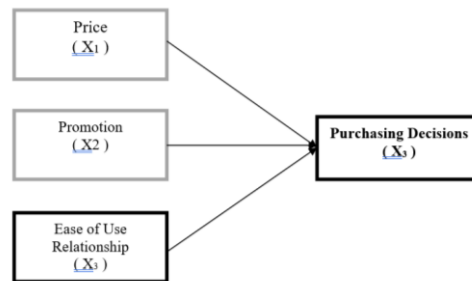 Price
( X₁ )
Promotion
( X2 )
Purchasing Decisions
( X₃ )
Ease of Use
Relationship
( X₃ )